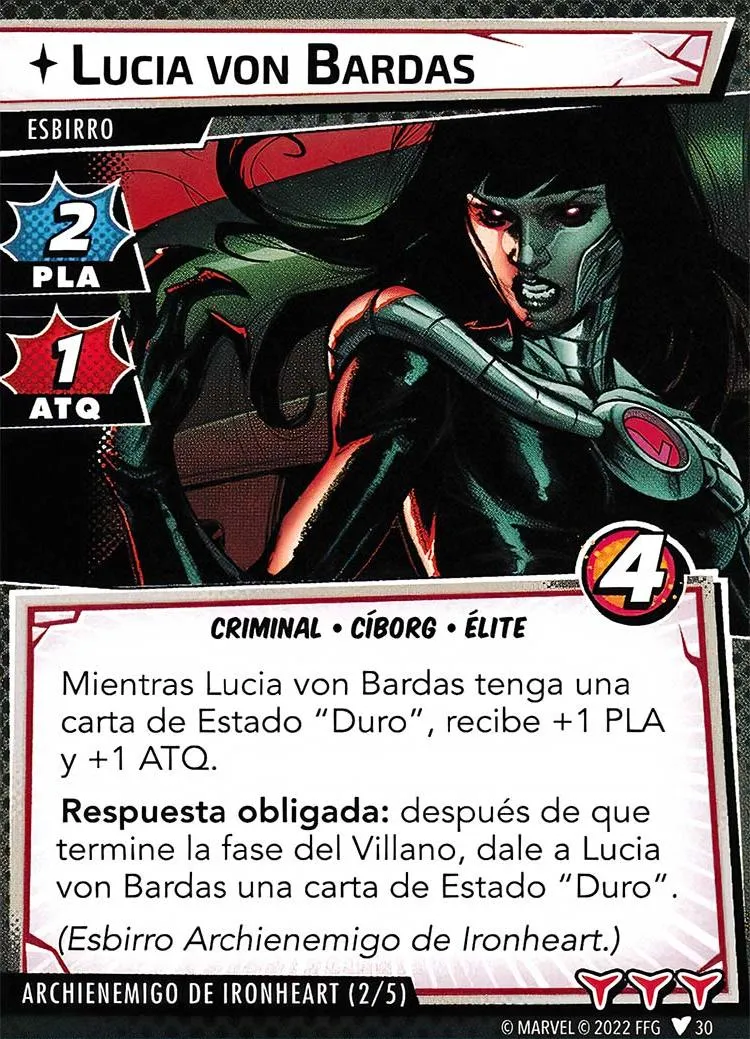 LUCIA VON BARDAS
ESBIRRO
2
PLA
1
ATQ
4
CRIMINAL • CÍBORG • ÉLITE
Mientras Lucia von Bardas tenga una
carta de Estado “Duro”, recibe +1 PLA
y +1 ATQ.
Respuesta obligada: después de que
termine la fase del Villano, dale a Lucia
von Bardas una carta de Estado “Duro”.
(Esbirro Archienemigo de Ironheart.)
ARCHIENEMIGO DE IRONHEART (2/5)
© MARVEL © 2022 FFG 30